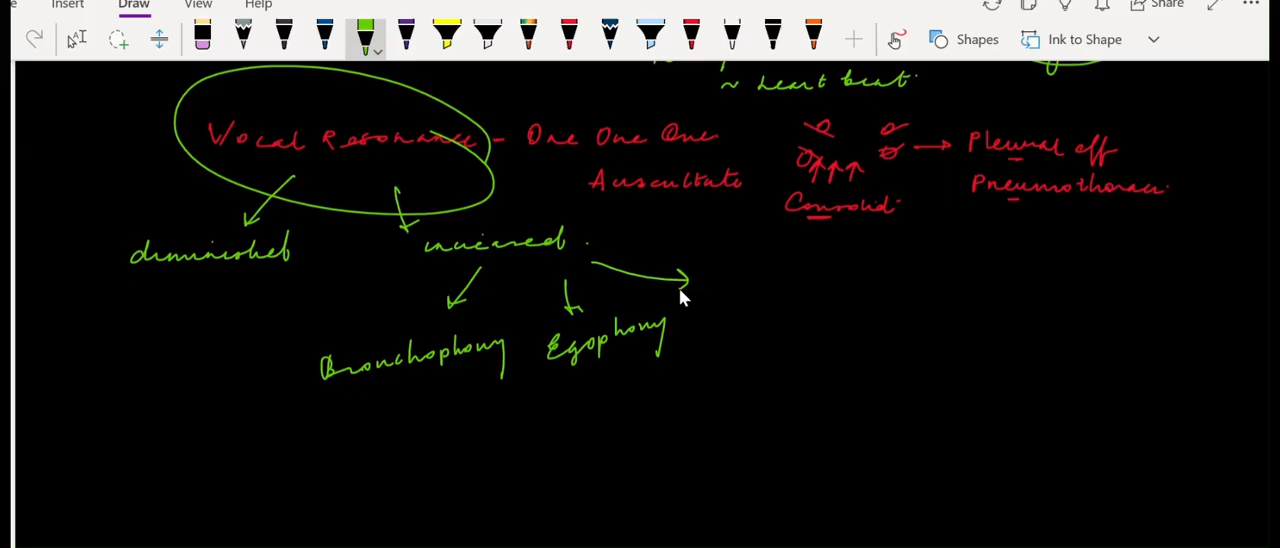 Insert Draw View Help Share
Shapes Ink to Shape
~ heart beat.
Vocal Resonance - One One One
Auscultate
Consolid.
Pleural eff
Pneumothorax.
diminished increased.
Bronchophony Egophony